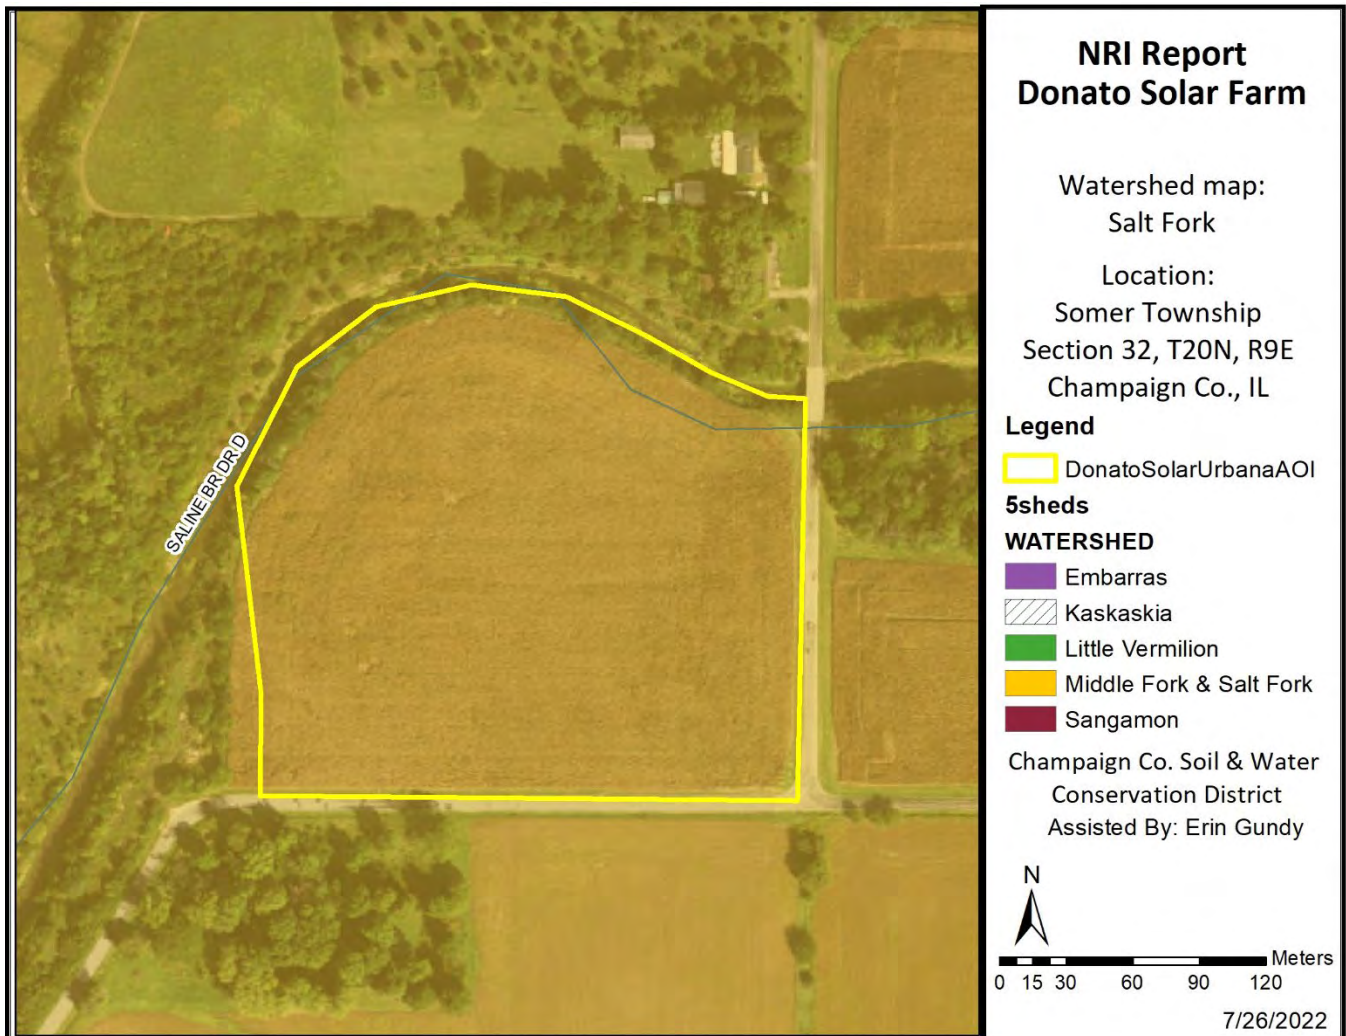 SALINE BR DR D
NRI Report
Donato Solar Farm
Watershed map:
Salt Fork
Location:
Somer Township
Section 32, T20N, R9E
Champaign Co., IL
Legend
DonatoSolarUrbanaAOI
5sheds
WATERSHED
Embarras
Kaskaskia
Little Vermilion
Middle Fork & Salt Fork
Sangamon
Champaign Co. Soil & Water
Conservation District
Assisted By: Erin Gundy
N
Meters
0 15 30 60 90 120
7/26/2022